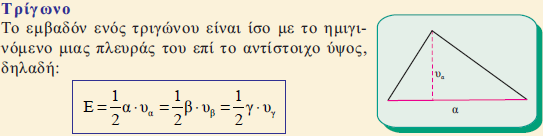 Τρίγωνο
Το εμβαδόν ενός τριγώνου είναι ίσο με το ημιγι-
νόμενο μιας πλευράς του επί το αντίστοιχο ύψος,
δηλαδή:
Ε = 1/2 α · υ_α = 1/2 β · υ_β = 1/2 γ · υ_γ
υ_α
α